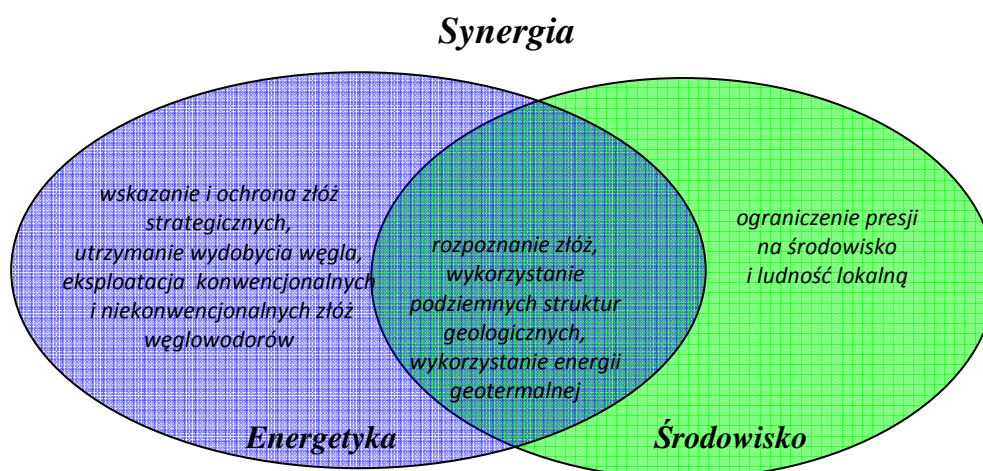 Synergia
wskazanie i ochrona złóż
strategicznych,
utrzymanie wydobycia węgla,
eksploatacja konwencjonalnych
i niekonwencjonalnych złóż
węglowodorów
rozpoznanie złóż,
wykorzystanie
podziemnych struktur
geologicznych,
wykorzystanie energii
geotermalnej
ograniczenie presji
na środowisko
i ludność lokalną
Energetyka
Środowisko